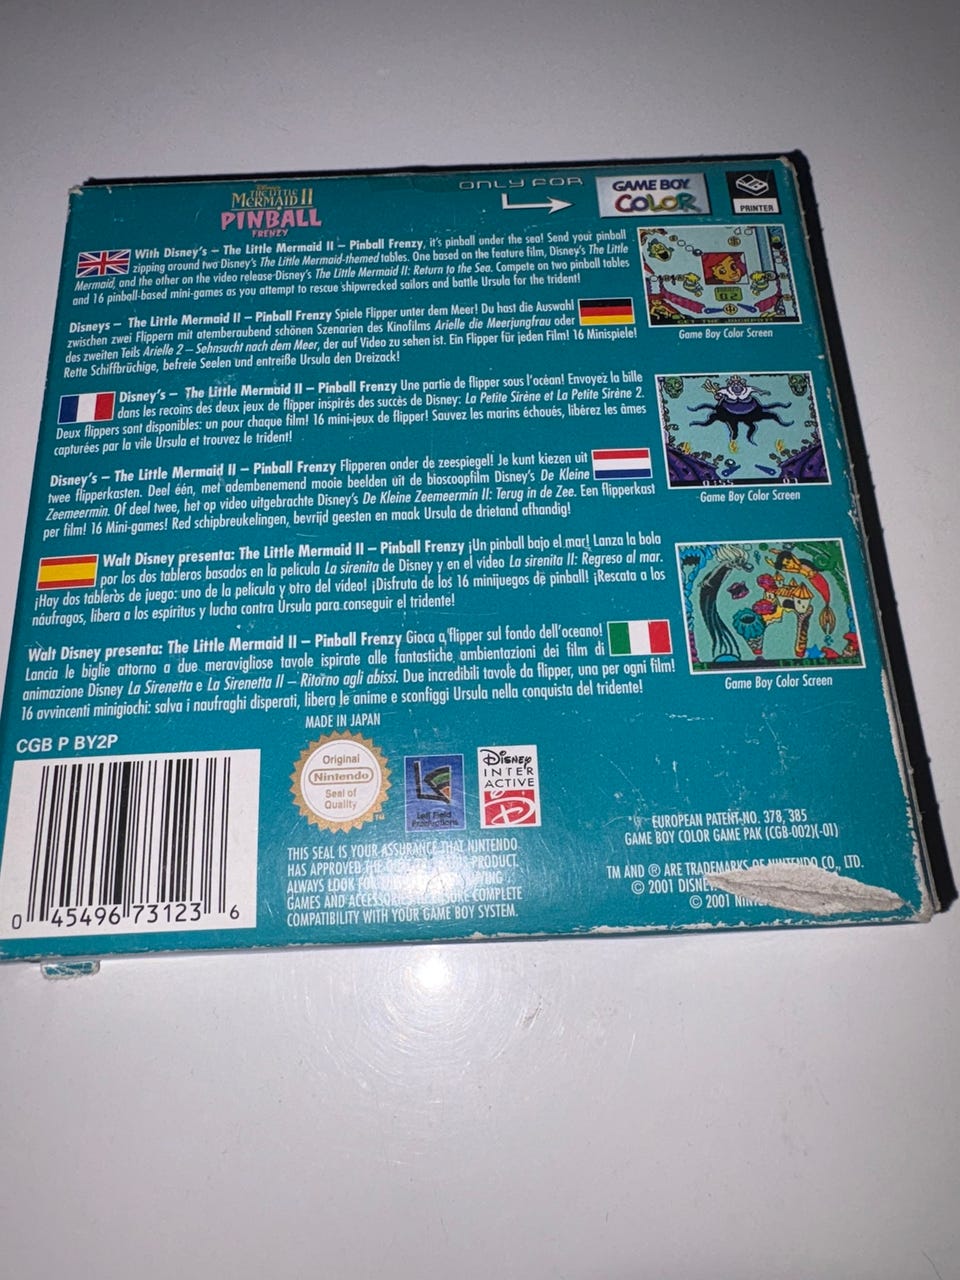 Disney's
THE LITTLE
MERMAID II
PINBALL
FRENZY
ONLY FOR
GAME BOY
COLOR
PRINTER
With Disney's – The Little Mermaid II – Pinball Frenzy, it's pinball under the sea! Send your pinball
zipping around two Disney's The Little Mermaid-themed tables. One based on the feature film, Disney's The Little
Mermaid, and the other on the video release Disney's The Little Mermaid II: Return to the Sea. Compete on two pinball tables
and 16 pinball-based mini-games as you attempt to rescue shipwrecked sailors and battle Ursula for the trident!
Game Boy Color Screen
Disneys – The Little Mermaid II – Pinball Frenzy Spiele Flipper unter dem Meer! Du hast die Auswahl
zwischen zwei Flippern mit atemberaubend schönen Szenarien des Kinofilms Arielle die Meerjungfrau oder
des zweiten Teils Arielle 2 – Sehnsucht nach dem Meer, der auf Video zu sehen ist. Ein Flipper für jeden Film! 16 Minispiele!
Rette Schiffbrüchige, befreie Seelen und entreiße Ursula den Dreizack!
Disney's – The Little Mermaid II – Pinball Frenzy Une partie de flipper sous l'océan! Envoyez la bille
dans les recoins des deux jeux de flipper inspirés des succès de Disney: La Petite Sirène et La Petite Sirène 2.
Deux flippers sont disponibles: un pour chaque film! 16 mini-jeux de flipper! Sauvez les marins échoués, libérez les âmes
capturées par la vile Ursula et trouvez le trident!
Game Boy Color Screen
Disney's – The Little Mermaid II – Pinball Frenzy Flipperen onder de zeespiegel! Je kunt kiezen uit
twee flipperkasten. Deel één, met adembenemend mooie beelden uit de bioscoopfilm Disney's De Kleine
Zeemeermin. Of deel twee, het op video uitgebrachte Disney's De Kleine Zeemeermin II: Terug in de Zee. Een flipperkast
per film! 16 Mini-games! Red schipbreukelingen, bevrijd geesten en maak Ursula de drietand afhandig!
Walt Disney presenta: The Little Mermaid II – Pinball Frenzy ¡Un pinball bajo el mar! Lanza la bola
por los dos tableros basados en la pelicula La sirenita de Disney y en el video La sirenita II: Regreso al mar.
¡Hay dos tableros de juego: uno de la pelicula y otro del video! ¡Disfruta de los 16 minijuegos de pinball! ¡Rescata a los
náufragos, libera a los espíritus y lucha contra Úrsula para conseguir el tridente!
Walt Disney presenta: The Little Mermaid II – Pinball Frenzy Gioca a flipper sul fondo dell'oceano!
Lancia le biglie attorno a due meravigliose tavole ispirate alle fantastiche ambientazioni dei film di
animazione Disney La Sirenetta e La Sirenetta II – Ritorno agli abissi. Due incredibili tavole da flipper, una per ogni film!
16 avvincenti minigiochi: salva i naufraghi disperati, libera le anime e sconfiggi Ursula nella conquista del tridente!
Game Boy Color Screen
MADE IN JAPAN
CGB P BY2P
0 45496 73123 6
Original
Nintendo
Seal of
Quality
TM
Left Field
Productions
Disney
INTER
ACTIVE
THIS SEAL IS YOUR ASSURANCE THAT NINTENDO
HAS APPROVED THE PRODUCT.
ALWAYS LOOK FOR
GAMES AND ACCESSORIES COMPLETE
COMPATIBILITY WITH YOUR GAME BOY SYSTEM.
EUROPEAN PATENT NO. 378, 385
GAME BOY COLOR GAME PAK (CGB-002)(-01)
TM AND ® ARE TRADEMARKS OF NINTENDO CO., LTD.
© 2001 DISNEY
© 2001